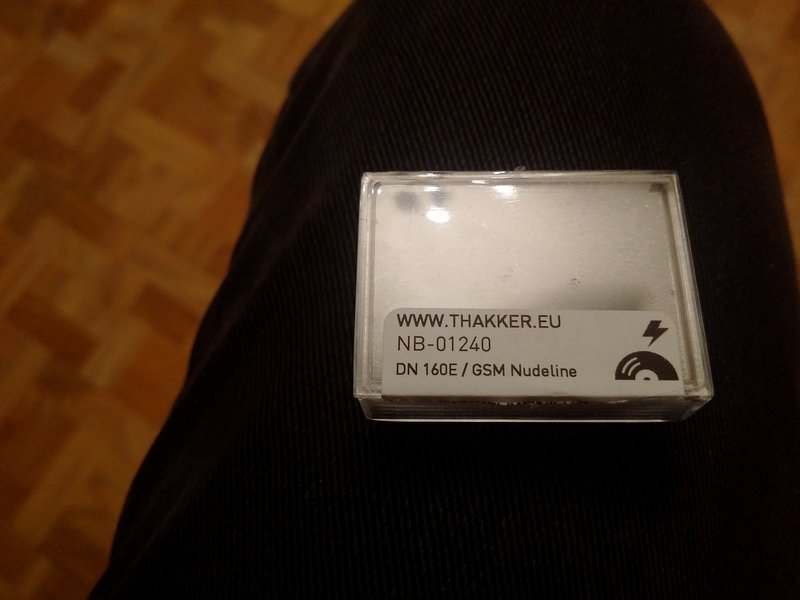 WWW.THAKKER.EU
NB-01240
DN 160E / GSM Nudeline